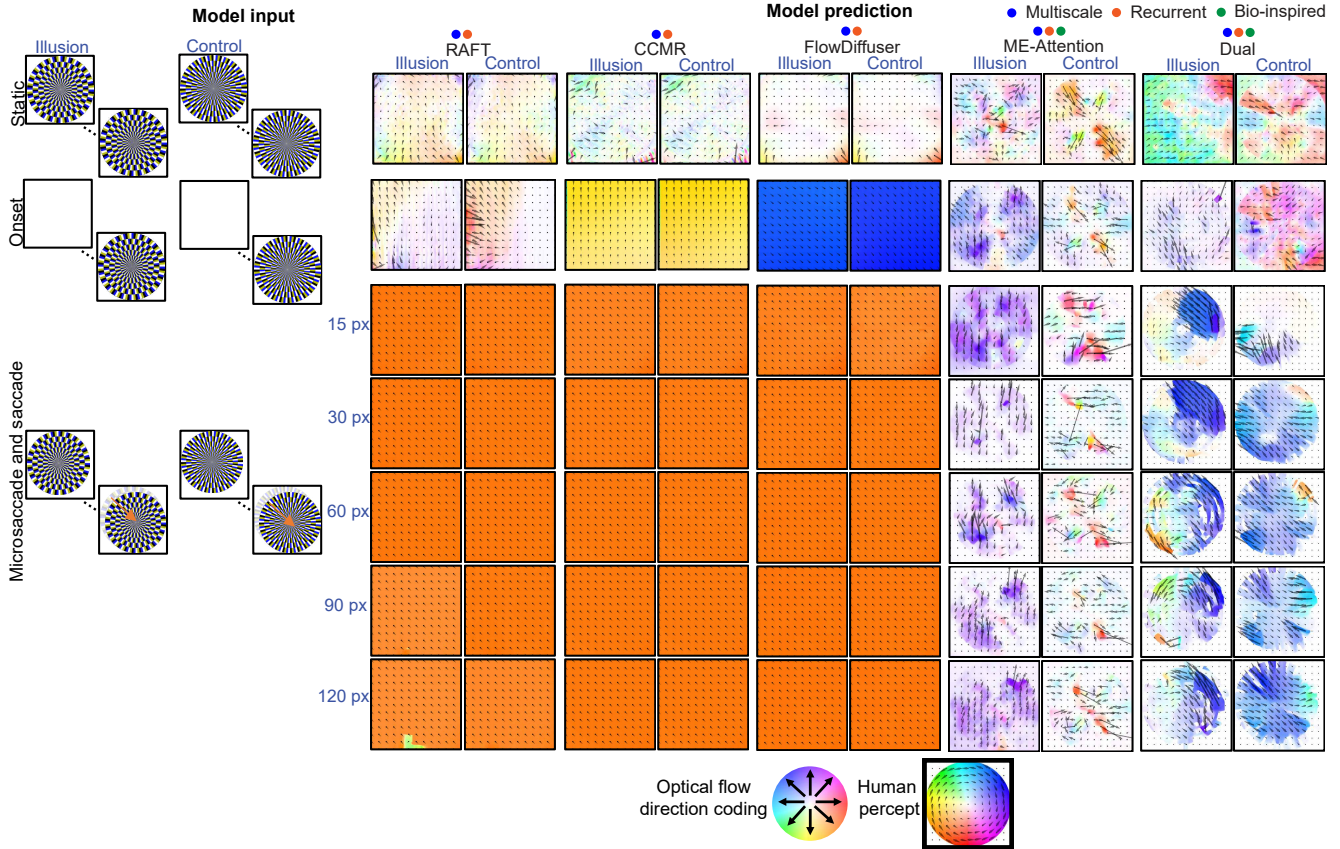 Model input
Model prediction
Multiscale Recurrent Bio-inspired
Illusion Control
RAFT CCMR FlowDiffuser ME-Attention Dual
Illusion Control Illusion Control Illusion Control Illusion Control Illusion Control
Static
Onset
Microsaccade and saccade
15 px
30 px
60 px
90 px
120 px
Optical flow
direction coding
Human
percept